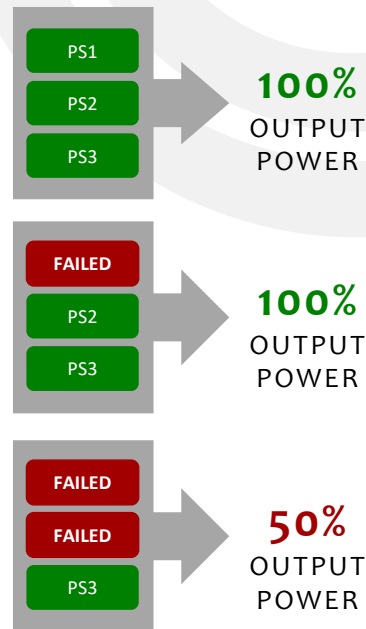 PS1
PS2
PS3
100%
OUTPUT
POWER
FAILED
PS2
PS3
100%
OUTPUT
POWER
FAILED
FAILED
PS3
50%
OUTPUT
POWER